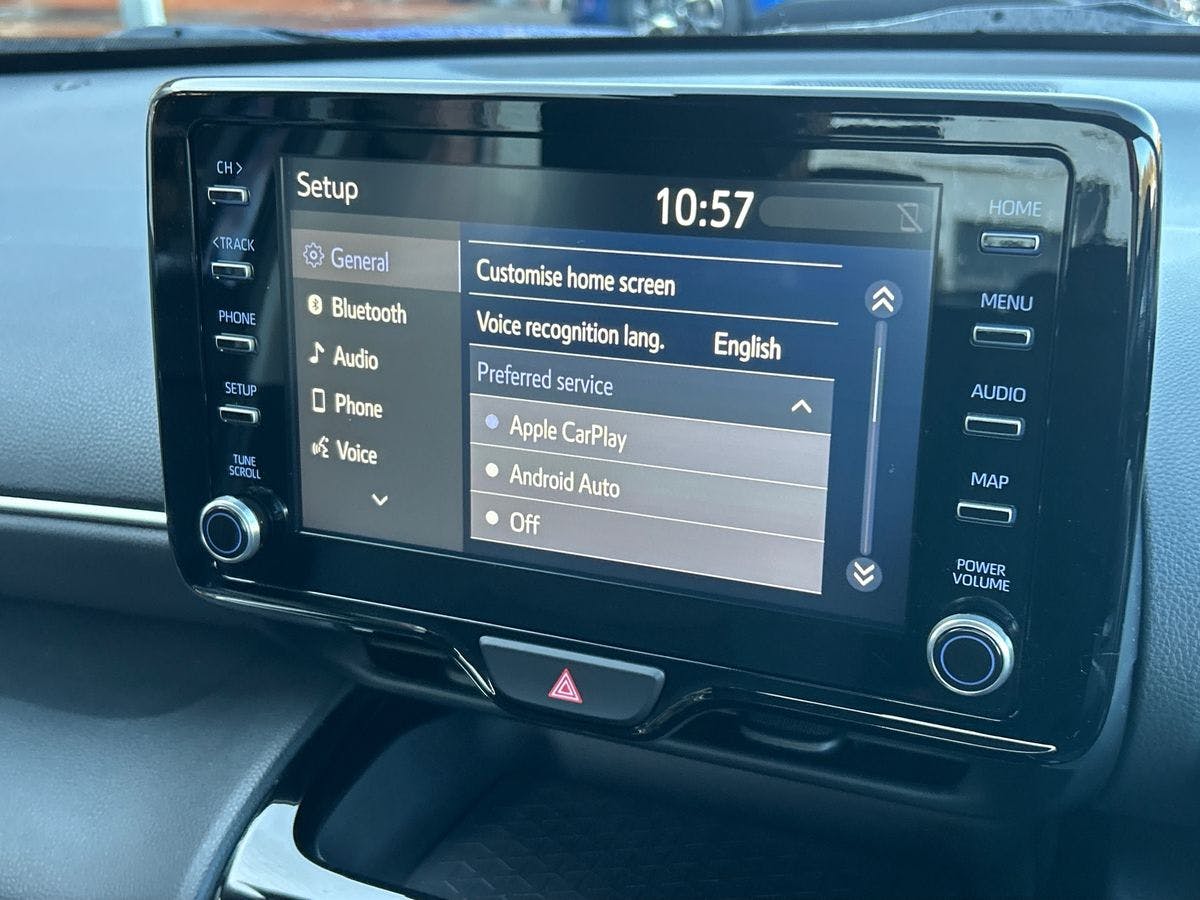 CH >
< TRACK
PHONE
SETUP
TUNE
SCROLL
Setup
10:57
General
Bluetooth
Audio
Phone
Voice
Customise home screen
Voice recognition lang. English
Preferred service
Apple CarPlay
Android Auto
Off
HOME
MENU
AUDIO
MAP
POWER
VOLUME